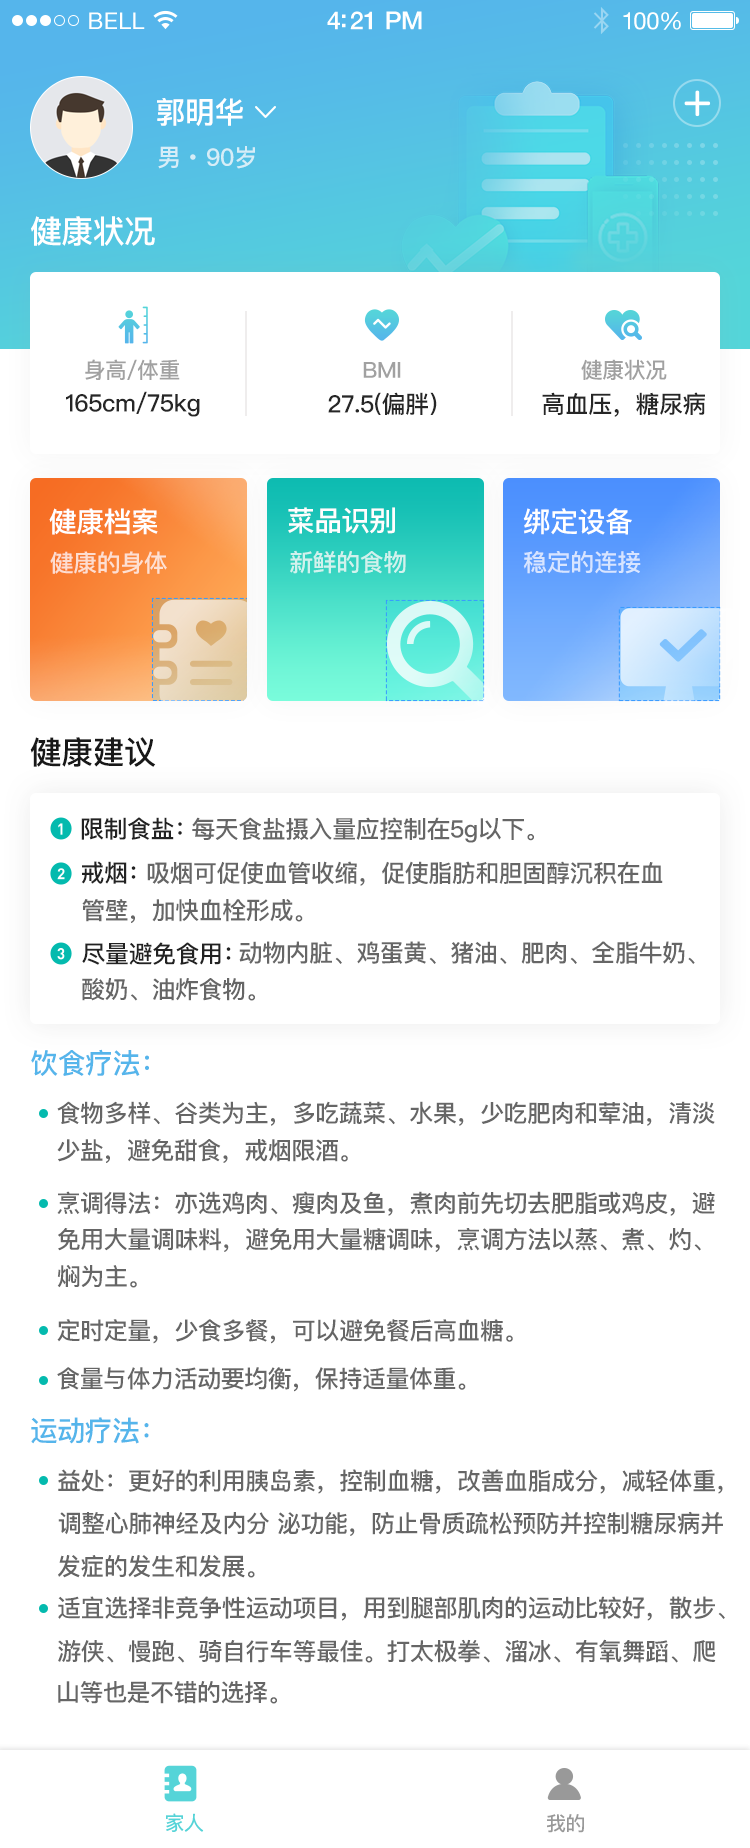 BELL 4:21 PM 100%
郭明华
男·90岁
健康状况
身高/体重 BMI 健康状况
165cm/75kg 27.5(偏胖) 高血压，糖尿病
健康档案 菜品识别 绑定设备
健康的身体 新鲜的食物 稳定的连接
健康建议
1 限制食盐：每天食盐摄入量应控制在5g以下。
2 戒烟：吸烟可促使血管收缩，促使脂肪和胆固醇沉积在血
管壁，加快血栓形成。
3 尽量避免食用：动物内脏、鸡蛋黄、猪油、肥肉、全脂牛奶、
酸奶、油炸食物。
饮食疗法：
食物多样、谷类为主，多吃蔬菜、水果，少吃肥肉和荤油，清淡
少盐，避免甜食，戒烟限酒。
烹调得法：亦选鸡肉、瘦肉及鱼，煮肉前先切去肥脂或鸡皮，避
免用大量调味料，避免用大量糖调味，烹调方法以蒸、煮、灼、
焖为主。
定时定量，少食多餐，可以避免餐后高血糖。
食量与体力活动要均衡，保持适量体重。
运动疗法：
益处：更好的利用胰岛素，控制血糖，改善血脂成分，减轻体重，
调整心肺神经及内分 泌功能，防止骨质疏松预防并控制糖尿病并
发症的发生和发展。
适宜选择非竞争性运动项目，用到腿部肌肉的运动比较好，散步、
游侠、慢跑、骑自行车等最佳。打太极拳、溜冰、有氧舞蹈、爬
山等也是不错的选择。
家人 我的